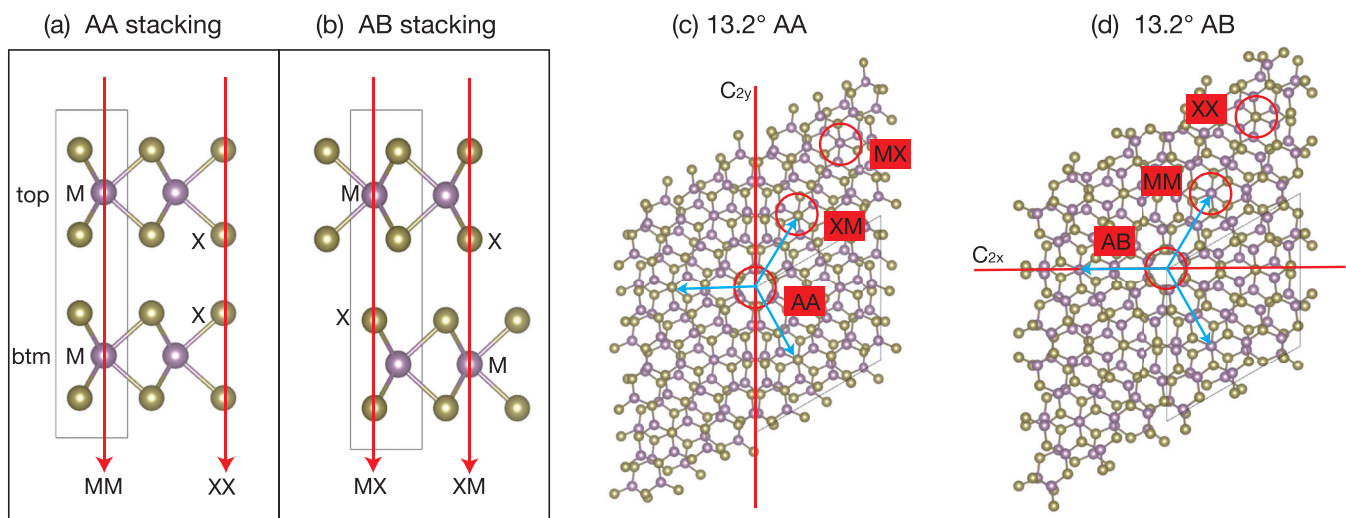 (a) AA stacking
(b) AB stacking
(c) 13.2° AA
(d) 13.2° AB
top
M
X
X
btm
M
MM
XX
M
X
X
M
MX
XM
C2y
MX
XM
AA
C2x
XX
MM
AB